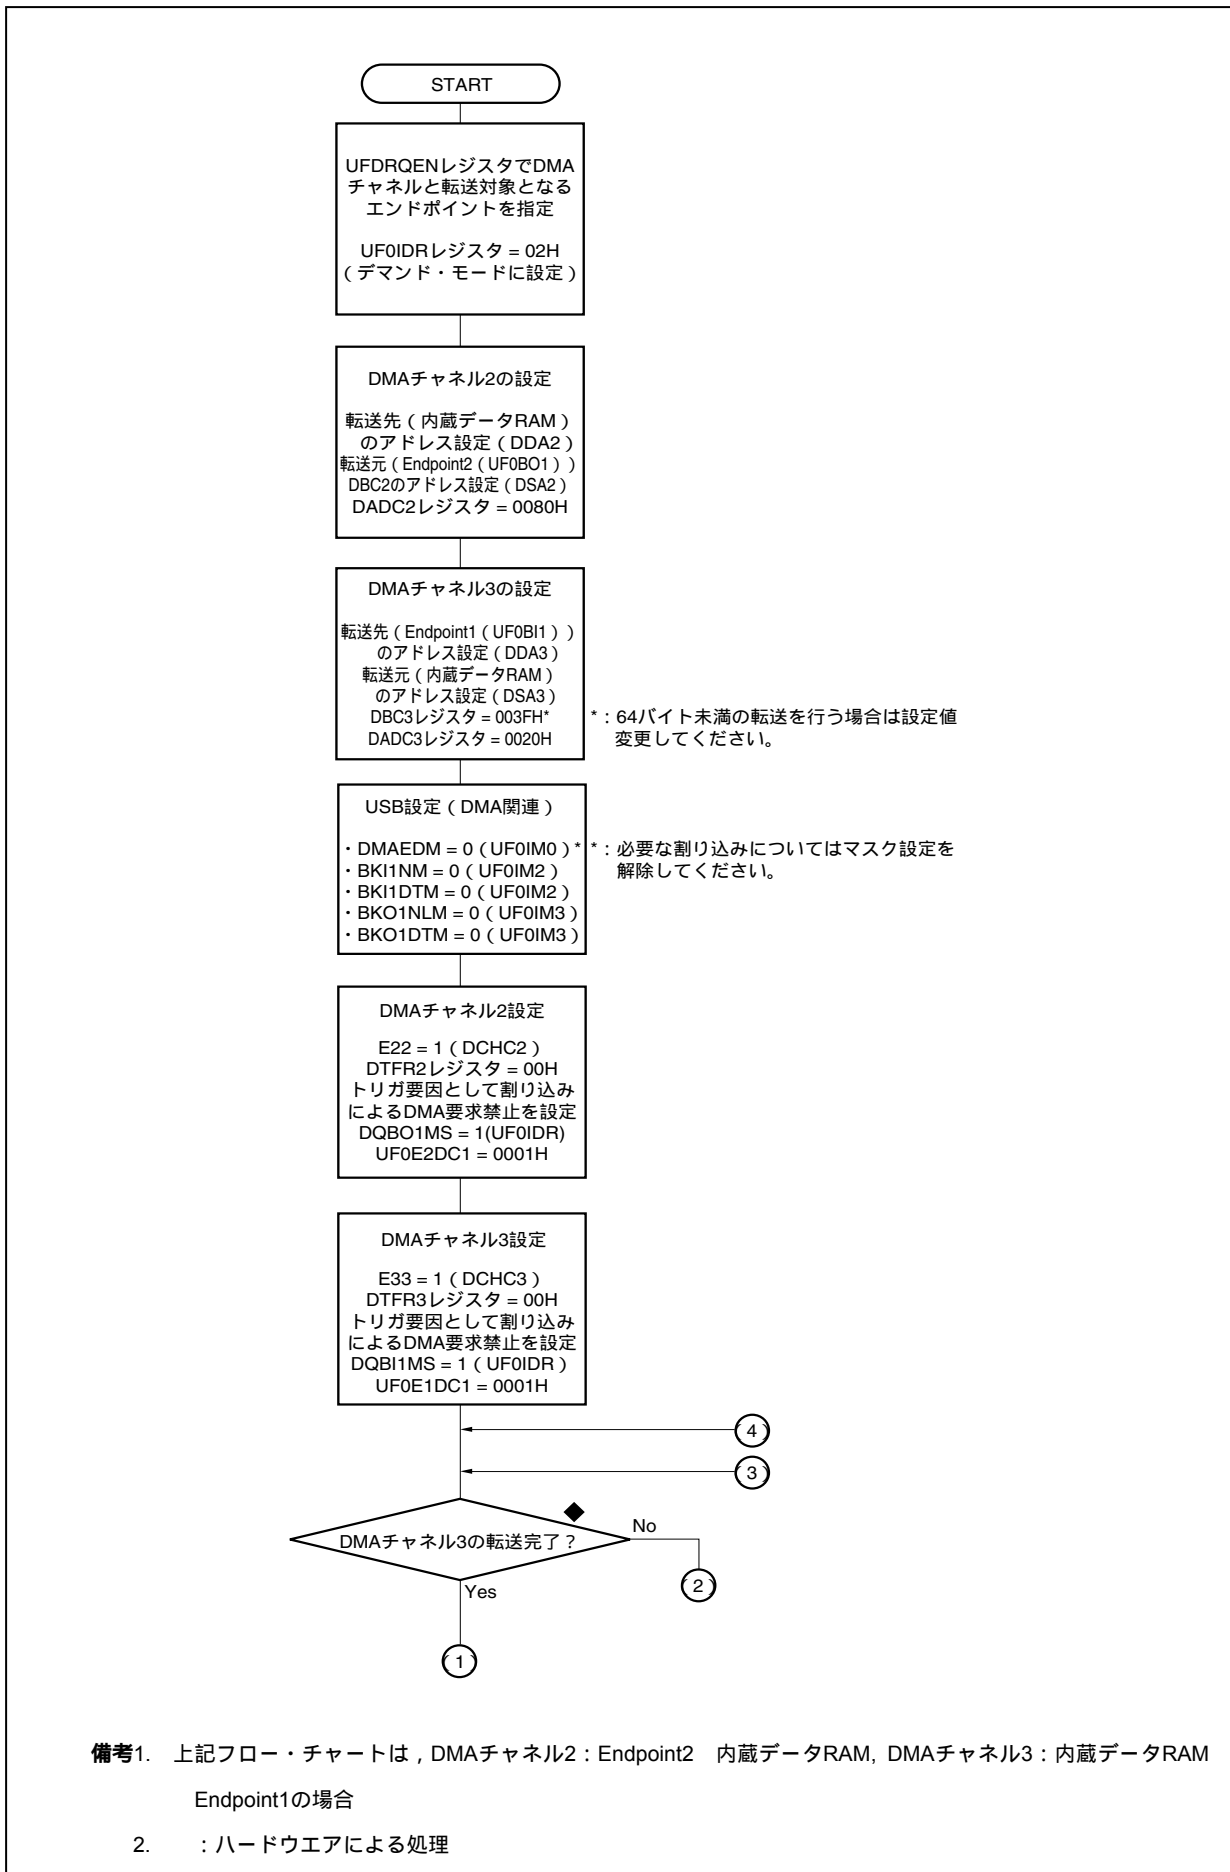 START
UFDRQENレジスタでDMA
チャネルと転送対象となる
エンドポイントを指定
UF0IDRレジスタ = 02H
(デマンド・モードに設定)
DMAチャネル2の設定
転送先(内蔵データRAM)
のアドレス設定(DDA2)
転送元(Endpoint2(UF0BO1))
DBC2のアドレス設定(DSA2)
DADC2レジスタ = 0080H
DMAチャネル3の設定
転送先(Endpoint1(UF0BI1))
のアドレス設定(DDA3)
転送元(内蔵データRAM)
のアドレス設定(DSA3)
DBC3レジスタ = 003FH*
DADC3レジスタ = 0020H
*:64バイト未満の転送を行う場合は設定値
変更してください。
USB設定(DMA関連)
・DMAEDM = 0(UF0IM0)*
・BKI1NM = 0(UF0IM2)
・BKI1DTM = 0(UF0IM2)
・BKO1NLM = 0(UF0IM3)
・BKO1DTM = 0(UF0IM3)
*:必要な割り込みについてはマスク設定を
解除してください。
DMAチャネル2設定
E22 = 1(DCHC2)
DTFR2レジスタ = 00H
トリガ要因として割り込み
によるDMA要求禁止を設定
DQBO1MS = 1(UF0IDR)
UF0E2DC1 = 0001H
DMAチャネル3設定
E33 = 1(DCHC3)
DTFR3レジスタ = 00H
トリガ要因として割り込み
によるDMA要求禁止を設定
DQBI1MS = 1(UF0IDR)
UF0E1DC1 = 0001H
4
3
DMAチャネル3の転送完了?
No
2
Yes
1
備考1. 上記フロー・チャートは,DMAチャネル2:Endpoint2 内蔵データRAM, DMAチャネル3:内蔵データRAM
Endpoint1の場合
2. :ハードウエアによる処理